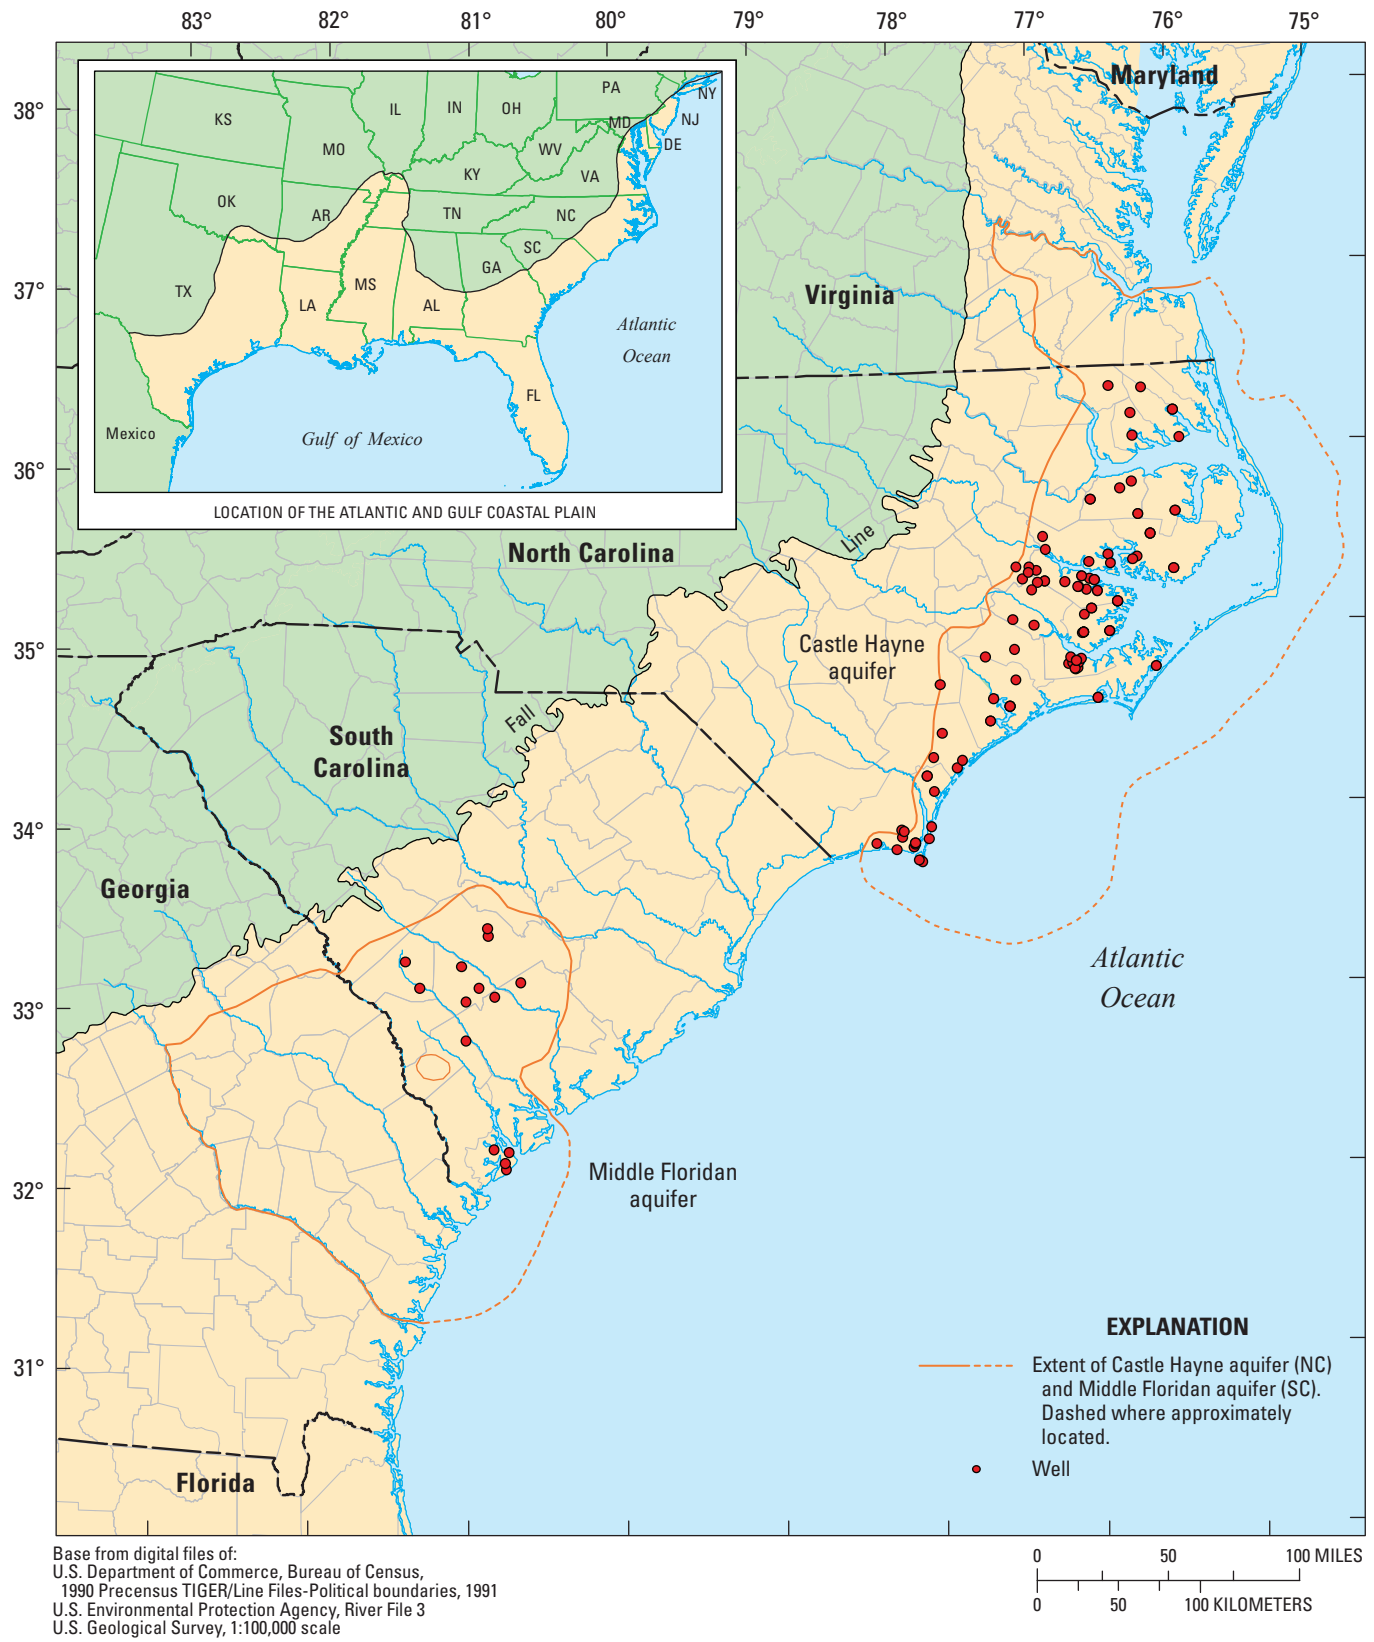 83°
82°
81°
80°
79°
78°
77°
76°
75°
38°
37°
36°
35°
34°
33°
32°
31°
KS
MO
IL
IN
OH
PA
NY
NJ
MD
DE
WV
VA
KY
OK
AR
TN
NC
SC
GA
TX
LA
MS
AL
FL
Mexico
Gulf of Mexico
Atlantic
Ocean
LOCATION OF THE ATLANTIC AND GULF COASTAL PLAIN
Maryland
Virginia
North Carolina
Line
Castle Hayne
aquifer
Fall
South
Carolina
Georgia
Atlantic
Ocean
Middle Floridan
aquifer
Florida
EXPLANATION
Extent of Castle Hayne aquifer (NC)
and Middle Floridan aquifer (SC).
Dashed where approximately
located.
Well
Base from digital files of:
U.S. Department of Commerce, Bureau of Census,
1990 Precensus TIGER/Line Files-Political boundaries, 1991
U.S. Environmental Protection Agency, River File 3
U.S. Geological Survey, 1:100,000 scale
0 50 100 MILES
0 50 100 KILOMETERS